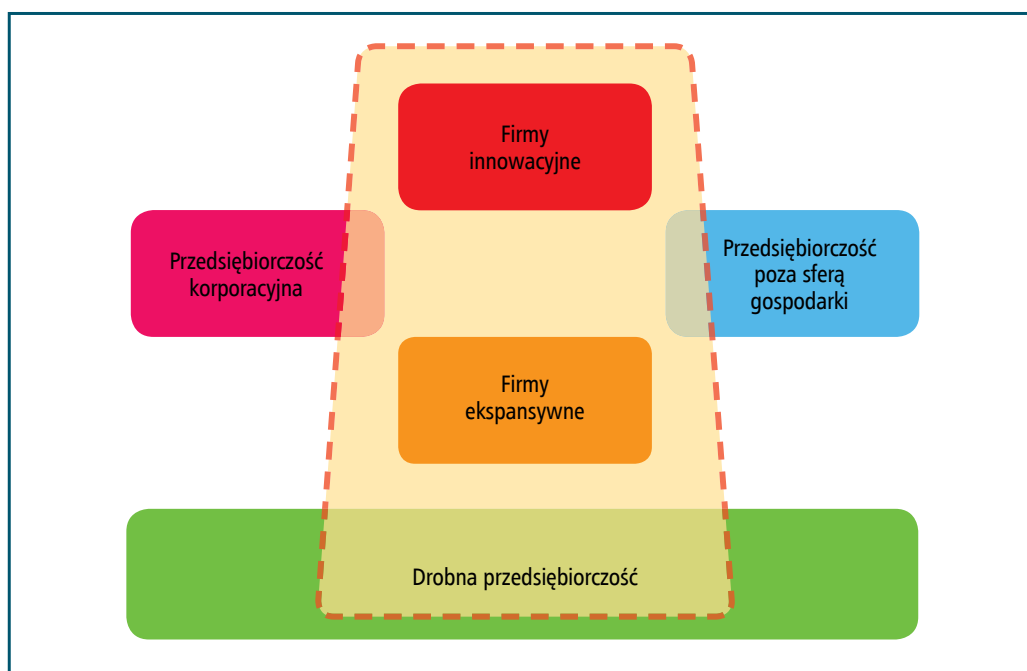 Firmy
innowacyjne
Przedsiębiorczość
korporacyjna
Przedsiębiorczość
poza sferą
gospodarki
Firmy
ekspansywne
Drobna przedsiębiorczość